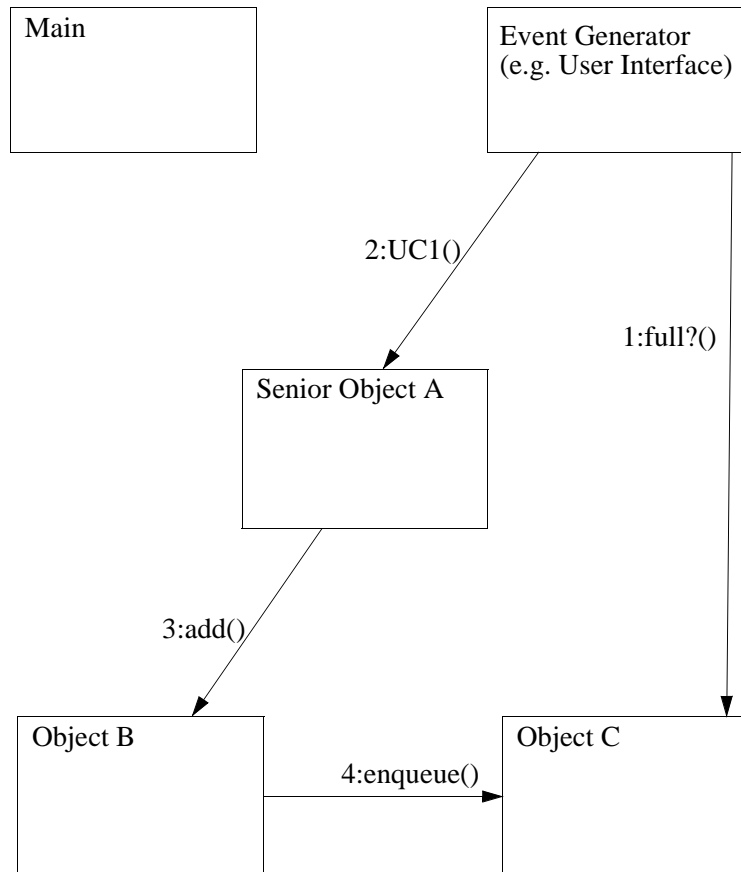 Main
Event Generator
(e.g. User Interface)
2:UC1()
1:full?()
Senior Object A
3:add()
Object B
Object C
4:enqueue()